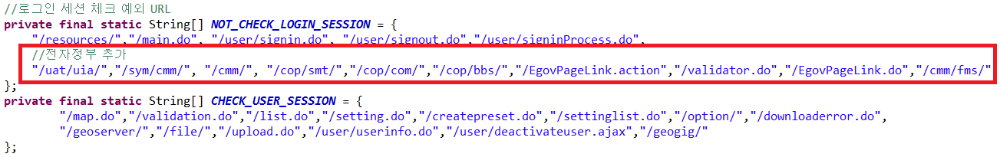 //로그인 세션 체크 예외 URL
private final static String[] NOT_CHECK_LOGIN_SESSION = {
"/resources/","/main.do", "/user/signin.do", "/user/signout.do","/user/signinProcess.do",
//전자정부 추가
"/uat/uia/","/sym/cmm/", "/cmm/", "/cop/smt/","/cop/com/","/cop/bbs/","/EgovPageLink.action","/validator.do","/EgovPageLink.do","/cmm/fms/"
};
private final static String[] CHECK_USER_SESSION = {
"/map.do","/validation.do","/list.do","/setting.do","/createpreset.do","/settinglist.do","/option/","/downloaderror.do",
"/geoserver/","/file/","/upload.do","/user/userinfo.do","/user/deactivateuser.ajax","/geogig/"
};